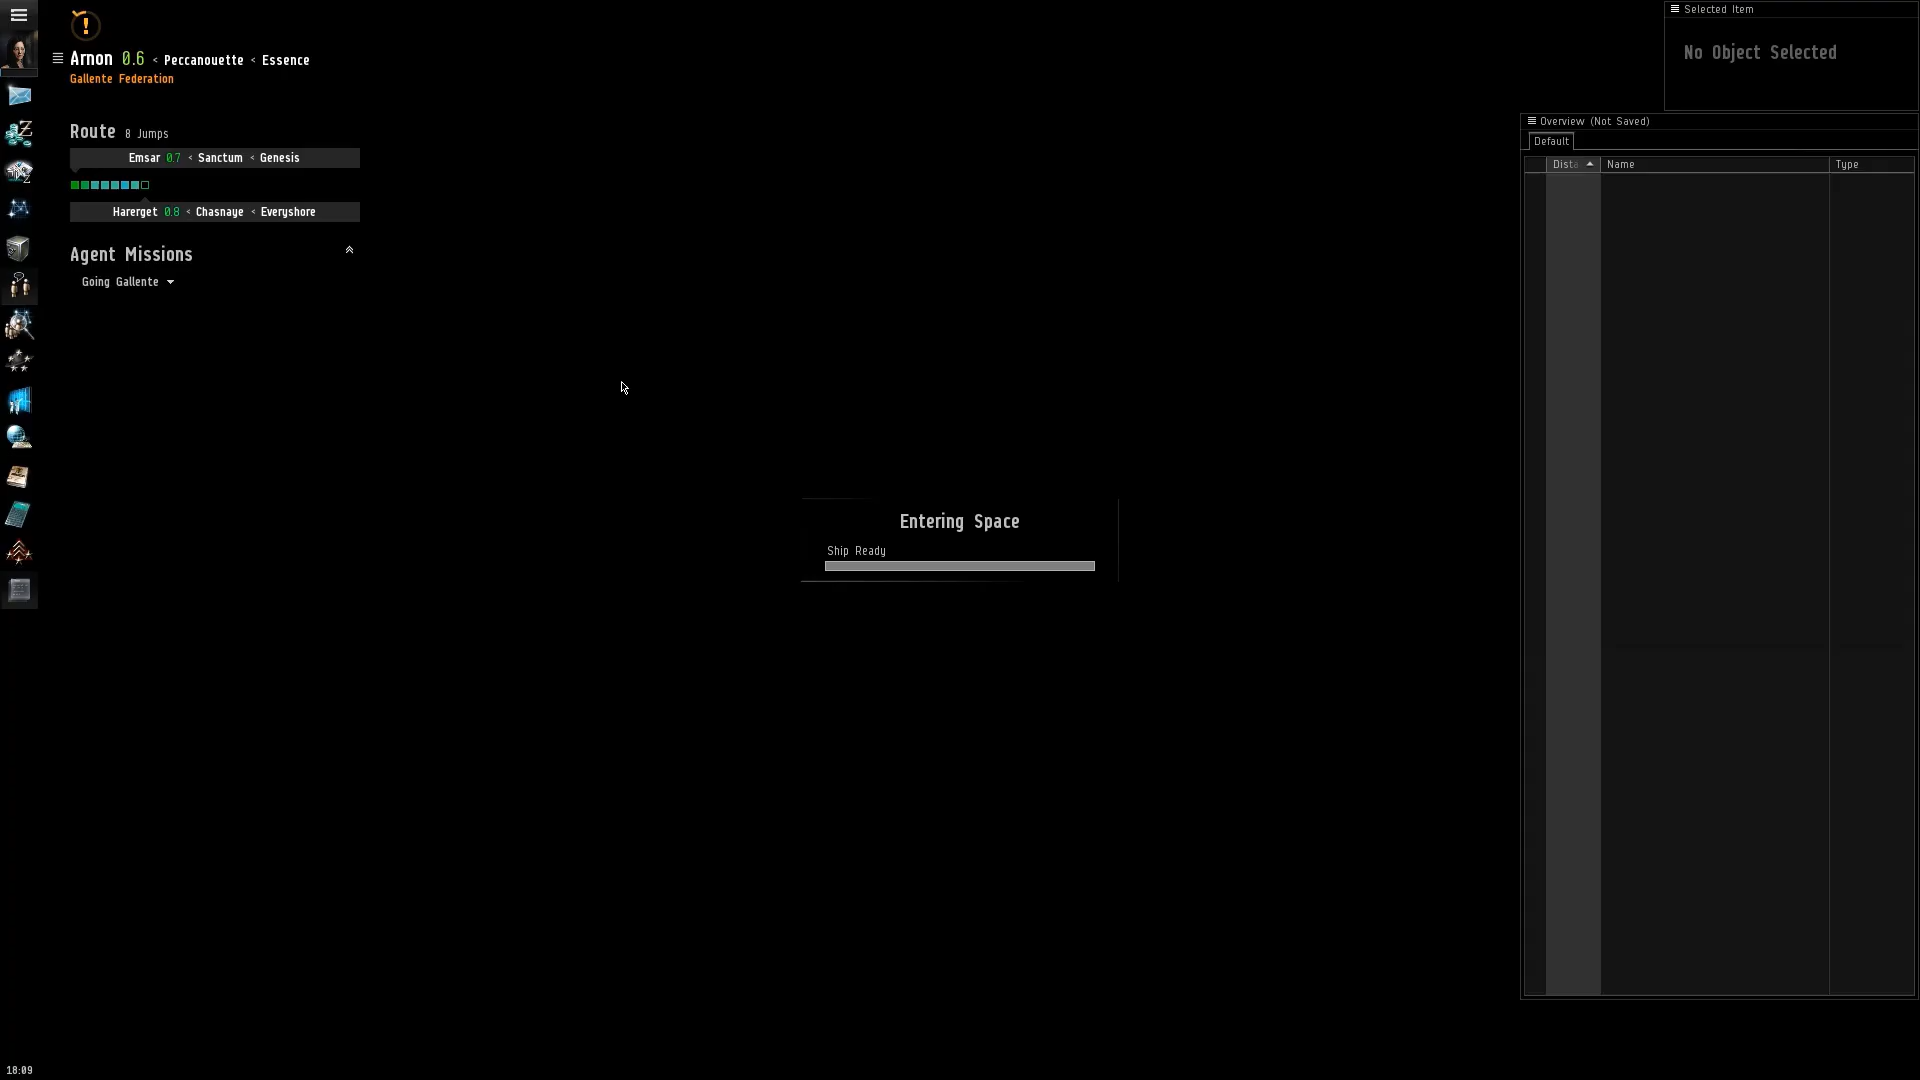 Arnon 0.6 < Peccanouette < Essence
Gallente Federation
Route 8 Jumps
Emsar 0.7 < Sanctum < Genesis
Harerget 0.8 < Chasnaye < Everyshore
Agent Missions
Going Gallente
Entering Space
Ship Ready
Selected Item
No Object Selected
Overview (Not Saved)
Default
Dista Name Type
18:09